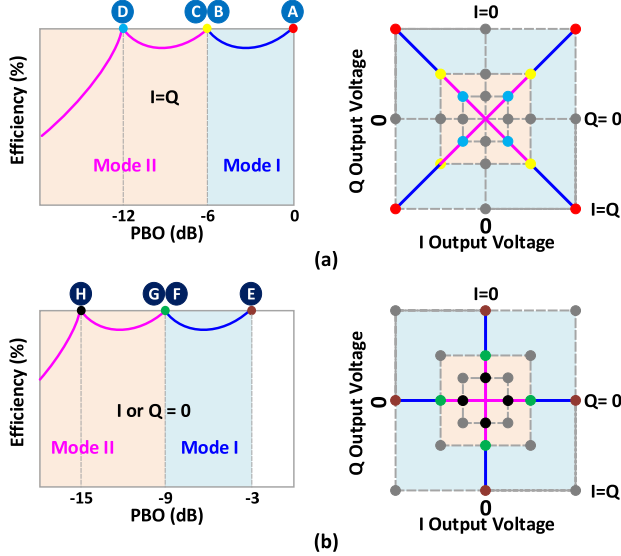 D C B A
Efficiency (%)
I=Q
Mode II Mode I
-12 -6 0
PBO (dB)
I=0
Q Output Voltage
0
Q= 0
I=Q
0
I Output Voltage
(a)
H G F E
Efficiency (%)
I or Q = 0
Mode II Mode I
-15 -9 -3
PBO (dB)
I=0
Q Output Voltage
0
Q= 0
I=Q
0
I Output Voltage
(b)